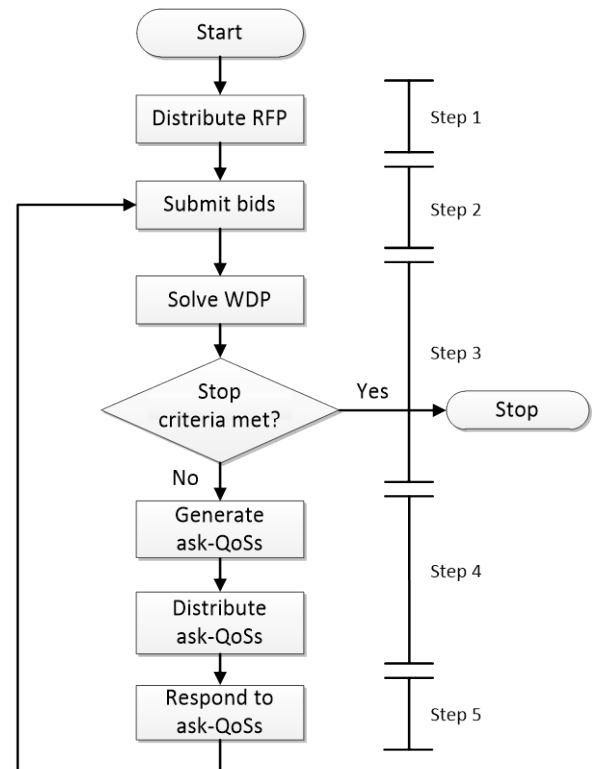 Start
Distribute RFP
Step 1
Submit bids
Step 2
Solve WDP
Step 3
Stop
criteria met?
Yes
Stop
No
Generate
ask-QoSs
Step 4
Distribute
ask-QoSs
Respond to
ask-QoSs
Step 5